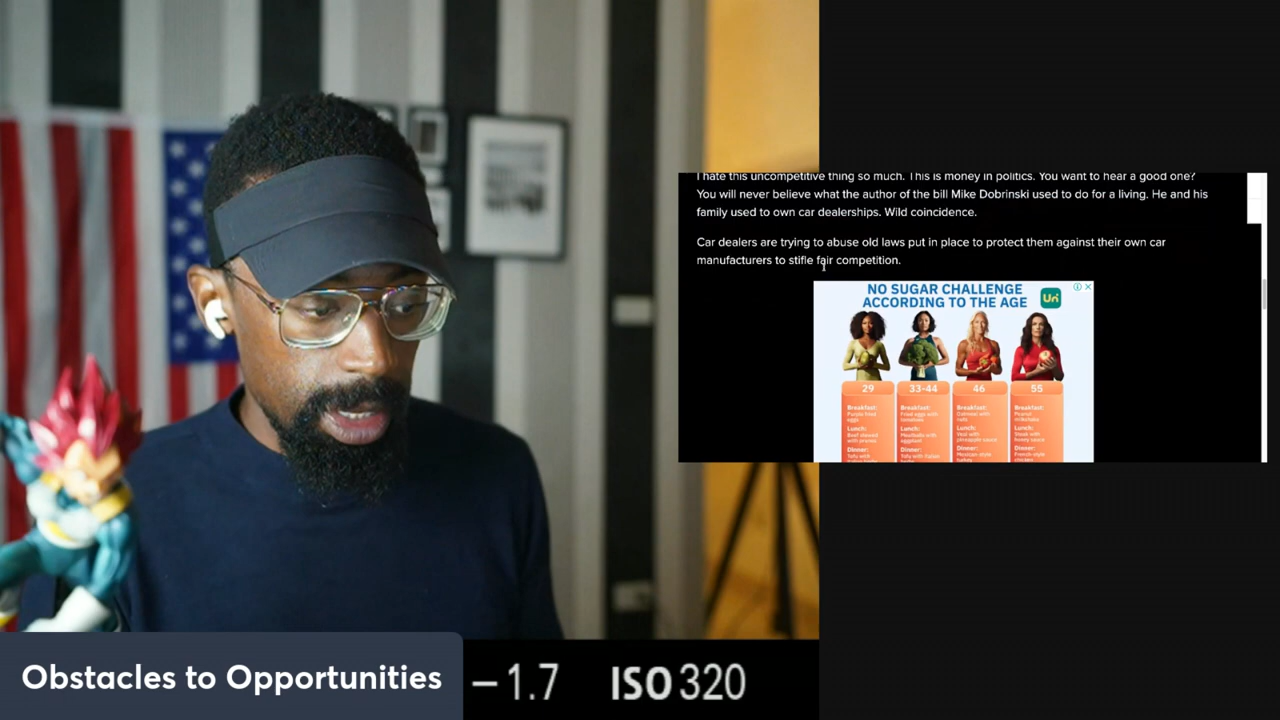 I hate this uncompetitive thing so much. This is money in politics. You want to hear a good one?
You will never believe what the author of the bill Mike Dobrinski used to do for a living. He and his
family used to own car dealerships. Wild coincidence.
Car dealers are trying to abuse old laws put in place to protect them against their own car
manufacturers to stifle fair competition.
NO SUGAR CHALLENGE
ACCORDING TO THE AGE
29
33-44
46
55
Breakfast:
Breakfast:
Breakfast:
Breakfast:
Lunch:
Lunch:
Lunch:
Lunch:
Dinner:
Dinner:
Dinner:
Dinner:
Obstacles to Opportunities
–1.7
ISO 320